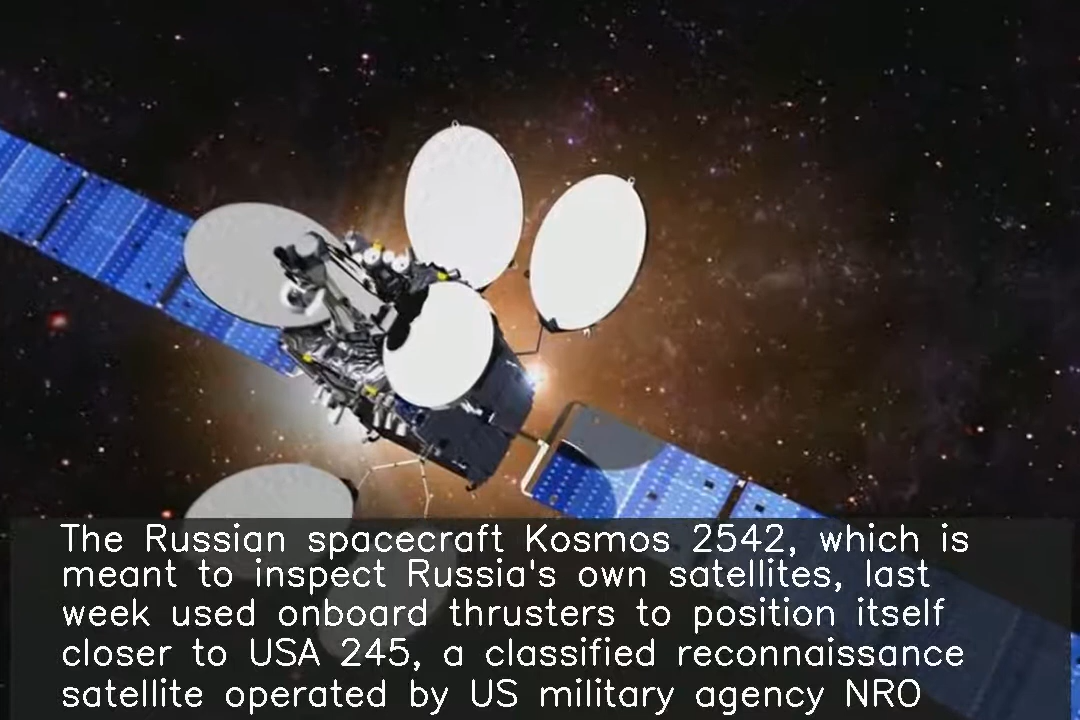 The Russian spacecraft Kosmos 2542, which is
meant to inspect Russia's own satellites, last
week used onboard thrusters to position itself
closer to USA 245, a classified reconnaissance
satellite operated by US military agency NRO